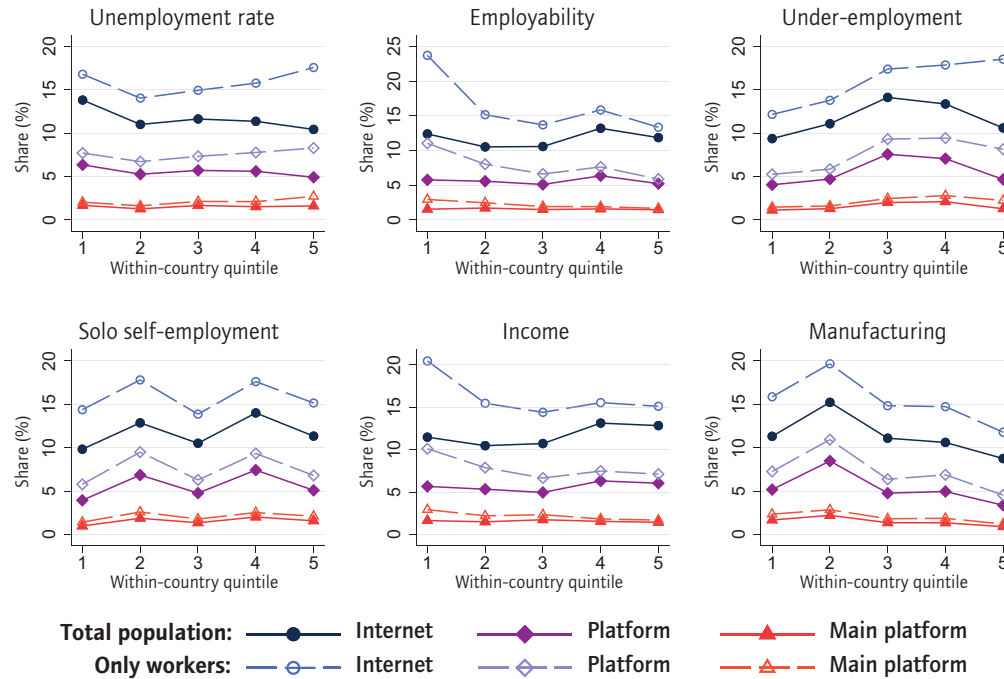 Unemployment rate
Employability
Under-employment
Share (%)
20
15
10
5
0
1 2 3 4 5
Within-country quintile
Share (%)
25
20
15
10
5
0
1 2 3 4 5
Within-country quintile
Share (%)
20
15
10
5
0
1 2 3 4 5
Within-country quintile
Solo self-employment
Income
Manufacturing
Share (%)
20
15
10
5
0
1 2 3 4 5
Within-country quintile
Share (%)
20
15
10
5
0
1 2 3 4 5
Within-country quintile
Share (%)
20
15
10
5
0
1 2 3 4 5
Within-country quintile
Total population: Internet Platform Main platform
Only workers: Internet Platform Main platform